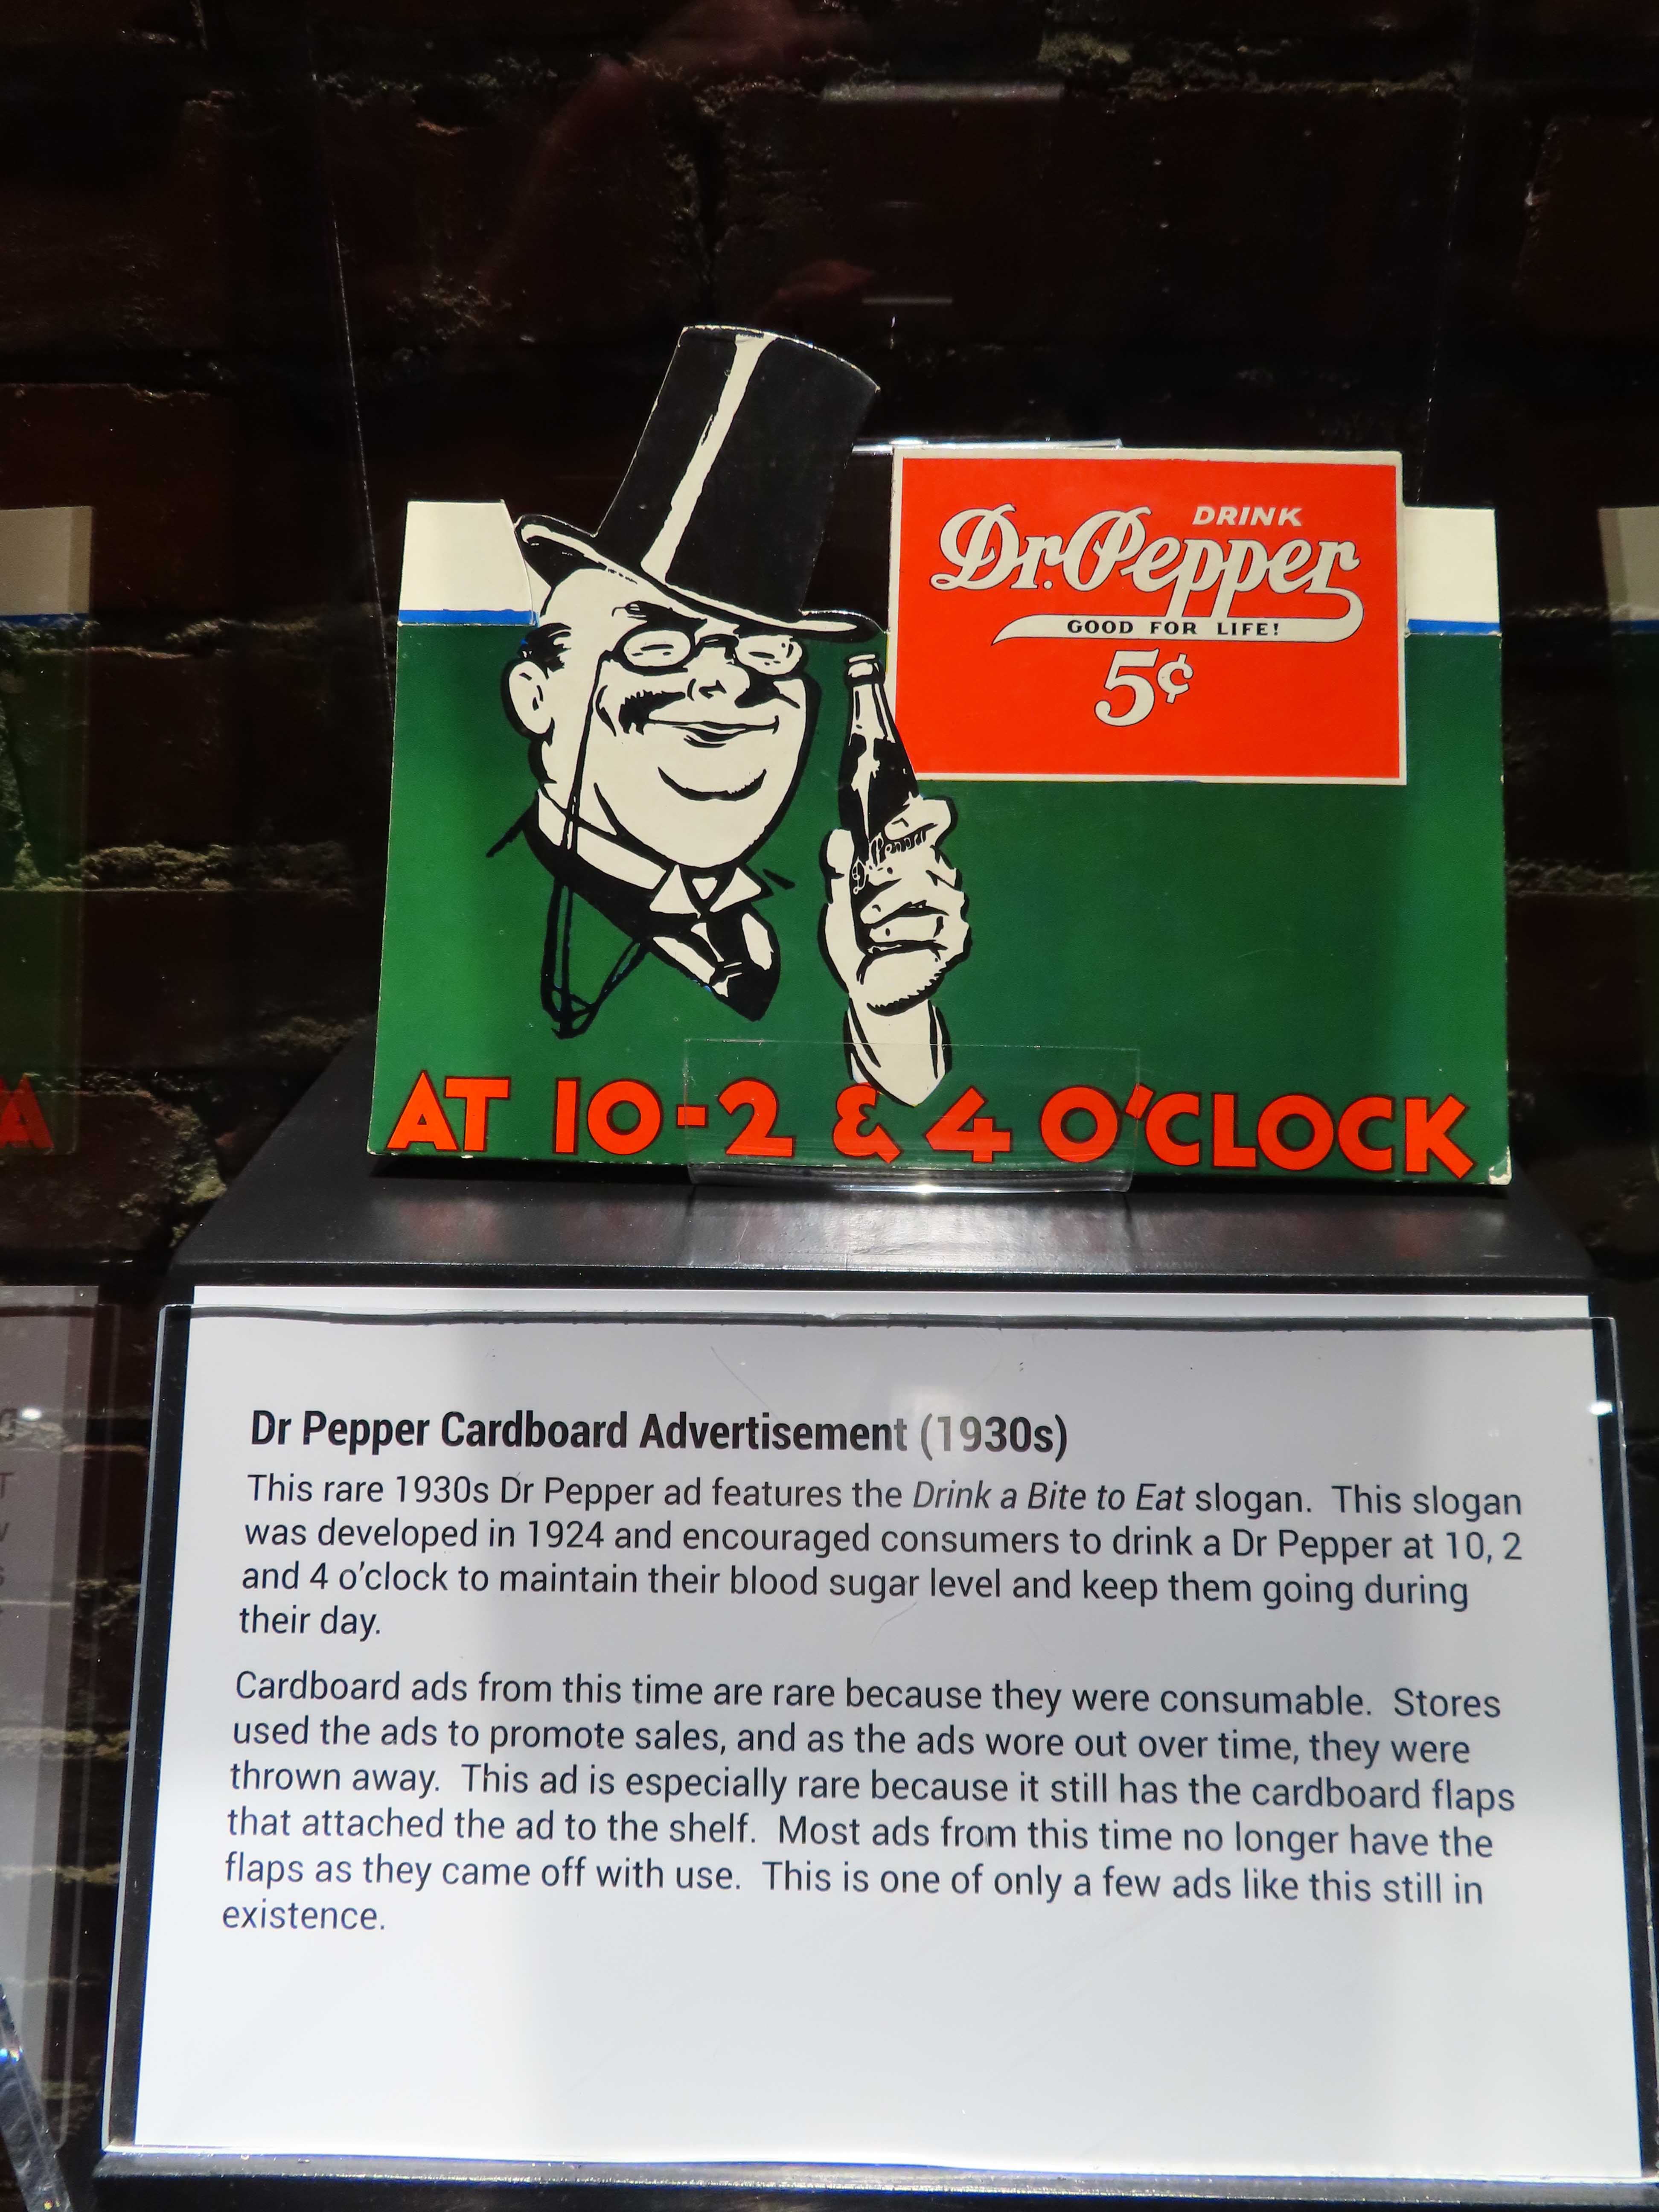 DRINK
Dr. Pepper
GOOD FOR LIFE!
5¢
Dr. Pepper
AT 10-2 & 4 O'CLOCK
Dr Pepper Cardboard Advertisement (1930s)
This rare 1930s Dr Pepper ad features the Drink a Bite to Eat slogan. This slogan
was developed in 1924 and encouraged consumers to drink a Dr Pepper at 10, 2
and 4 o'clock to maintain their blood sugar level and keep them going during
their day.
Cardboard ads from this time are rare because they were consumable. Stores
used the ads to promote sales, and as the ads wore out over time, they were
thrown away. This ad is especially rare because it still has the cardboard flaps
that attached the ad to the shelf. Most ads from this time no longer have the
flaps as they came off with use. This is one of only a few ads like this still in
existence.